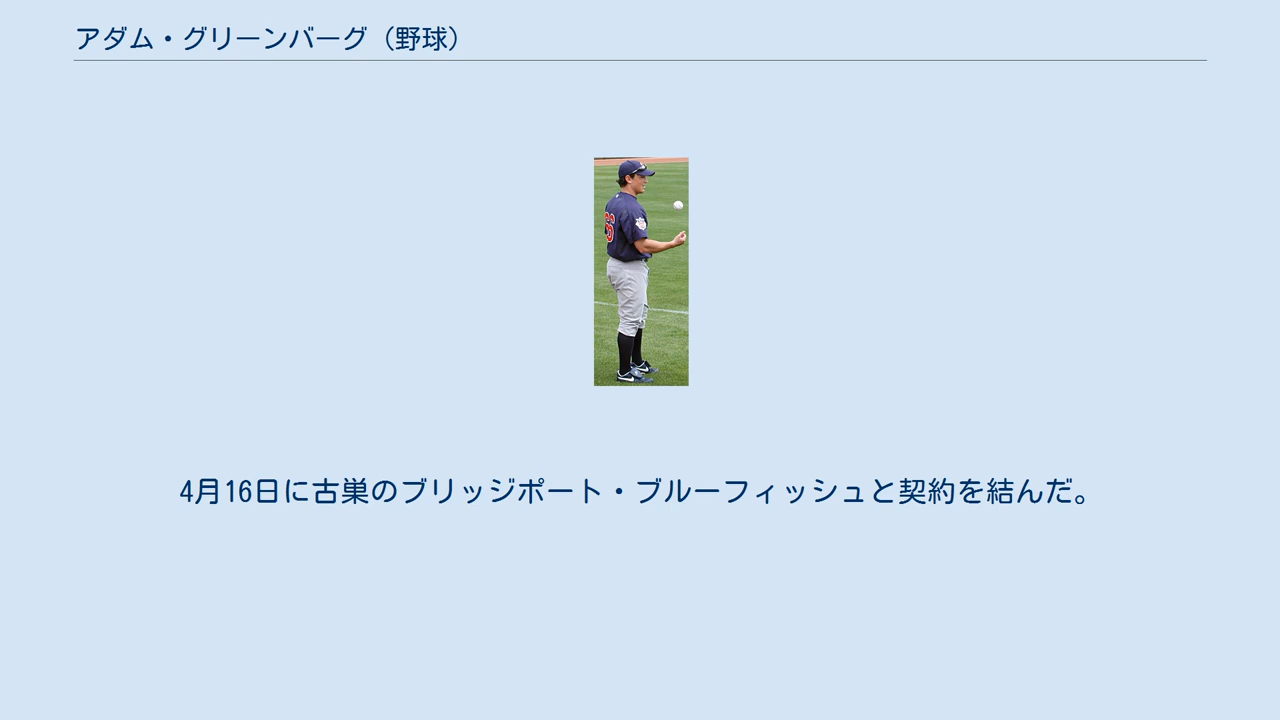 アダム・グリーンバーグ（野球）
4月16日に古巣のブリッジポート・ブルーフィッシュと契約を結んだ。